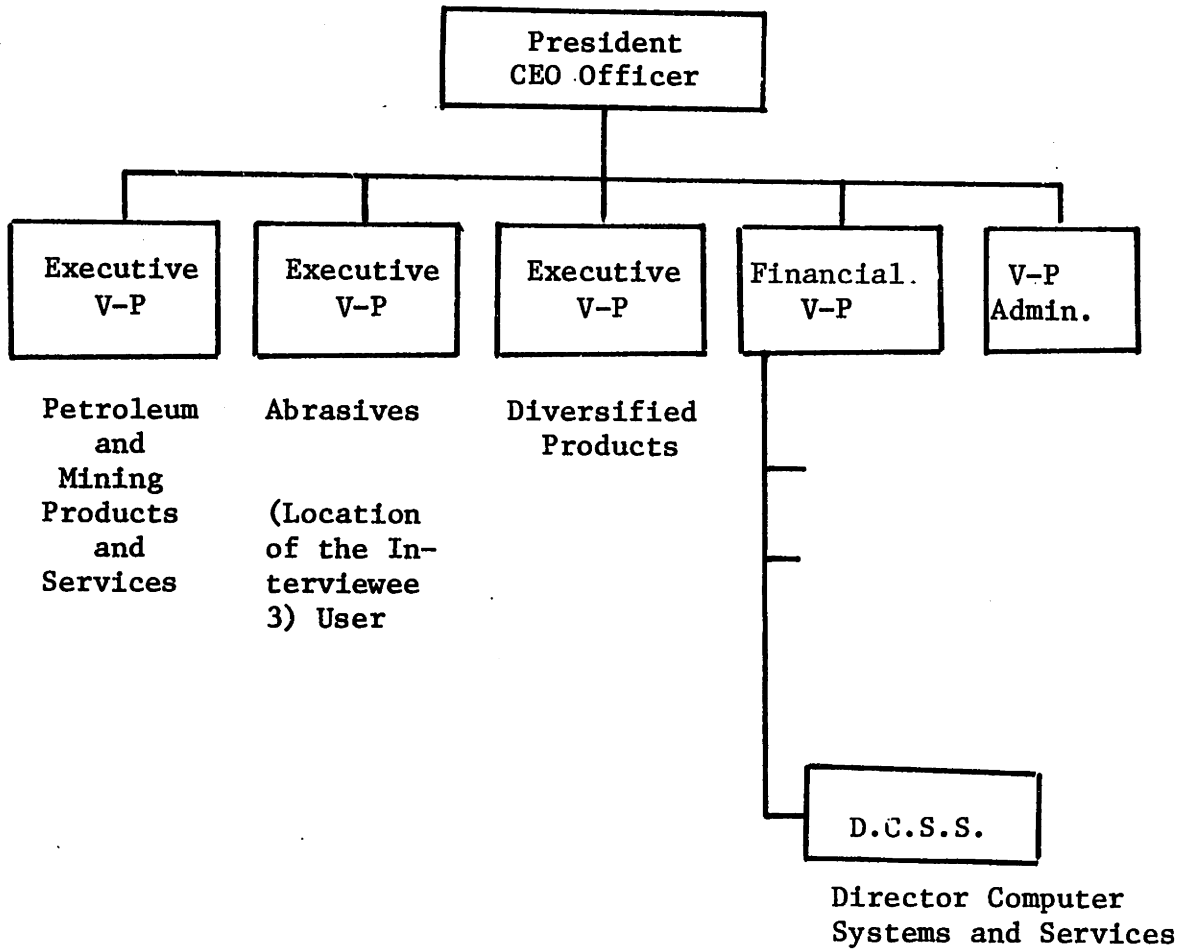 President
CEO Officer
Executive
V-P
Executive
V-P
Executive
V-P
Financial.
V-P
V-P
Admin.
Petroleum
and
Mining
Products
and
Services
Abrasives
(Location
of the In-
terviewee
3) User
Diversified
Products
D.C.S.S.
Director Computer
Systems and Services